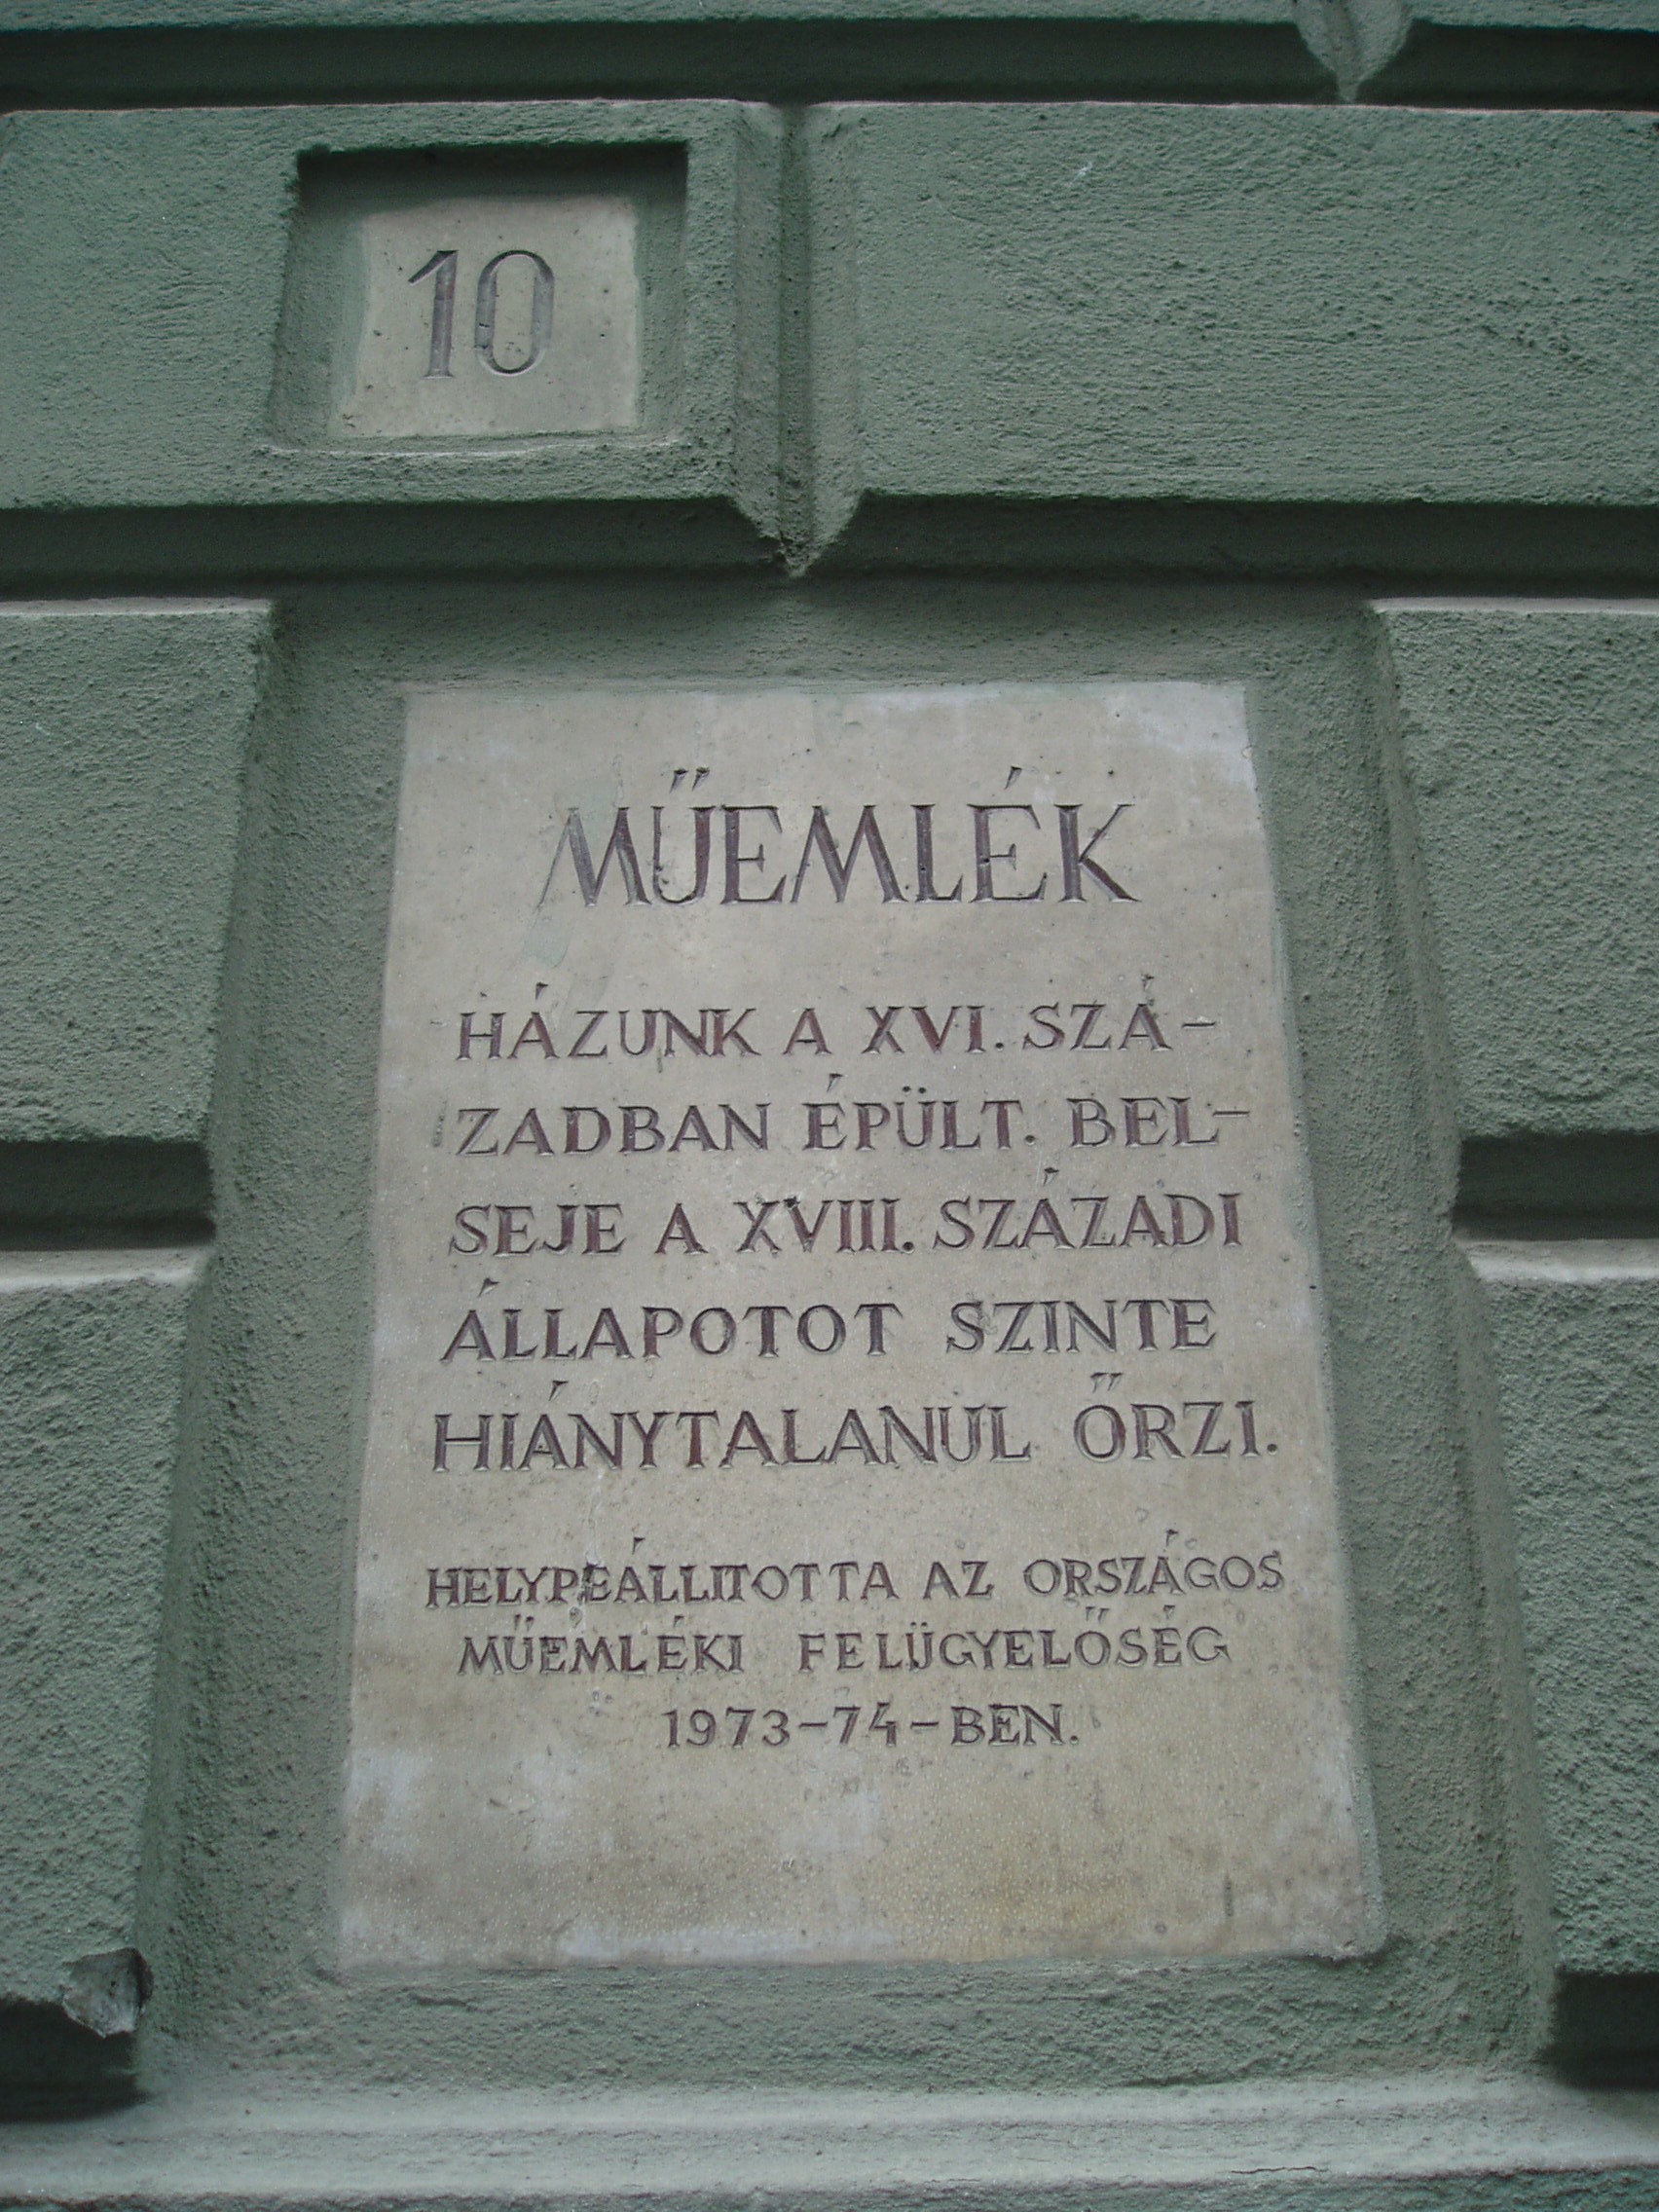 10
MŰEMLÉK
HÁZUNK A XVI. SZÁ-
ZADBAN ÉPÜLT. BEL-
SEJE A XVIII. SZÁZADI
ÁLLAPOTOT SZINTE
HIÁNYTALANUL ŐRZI.
HELYPEÁLLITOTTA AZ ORSZÁGOS
MŰEMLÉKI FELÜGYELŐSÉG
1973-74-BEN.